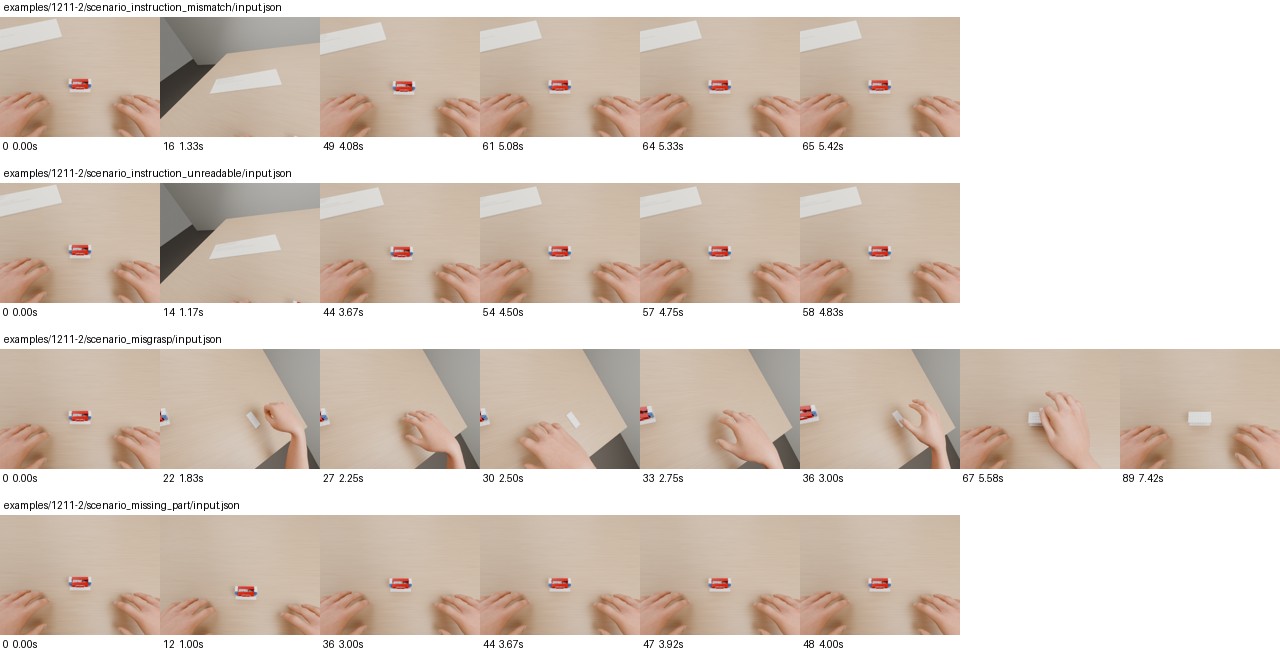 examples/1211-2/scenario_instruction_mismatch/input.json
0 0.00s 16 1.33s 49 4.08s 61 5.08s 64 5.33s 65 5.42s
examples/1211-2/scenario_instruction_unreadable/input.json
0 0.00s 14 1.17s 44 3.67s 54 4.50s 57 4.75s 58 4.83s
examples/1211-2/scenario_misgrasp/input.json
0 0.00s 22 1.83s 27 2.25s 30 2.50s 33 2.75s 36 3.00s 67 5.58s 89 7.42s
examples/1211-2/scenario_missing_part/input.json
0 0.00s 12 1.00s 36 3.00s 44 3.67s 47 3.92s 48 4.00s